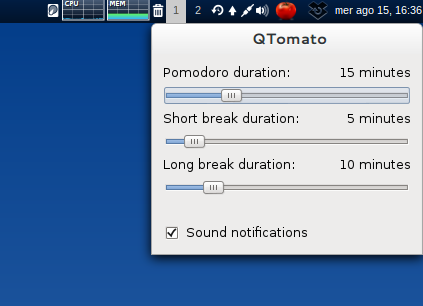 CPU MEM 1 2 mer ago 15, 16:36
QTomato
Pomodoro duration: 15 minutes
Short break duration: 5 minutes
Long break duration: 10 minutes
Sound notifications